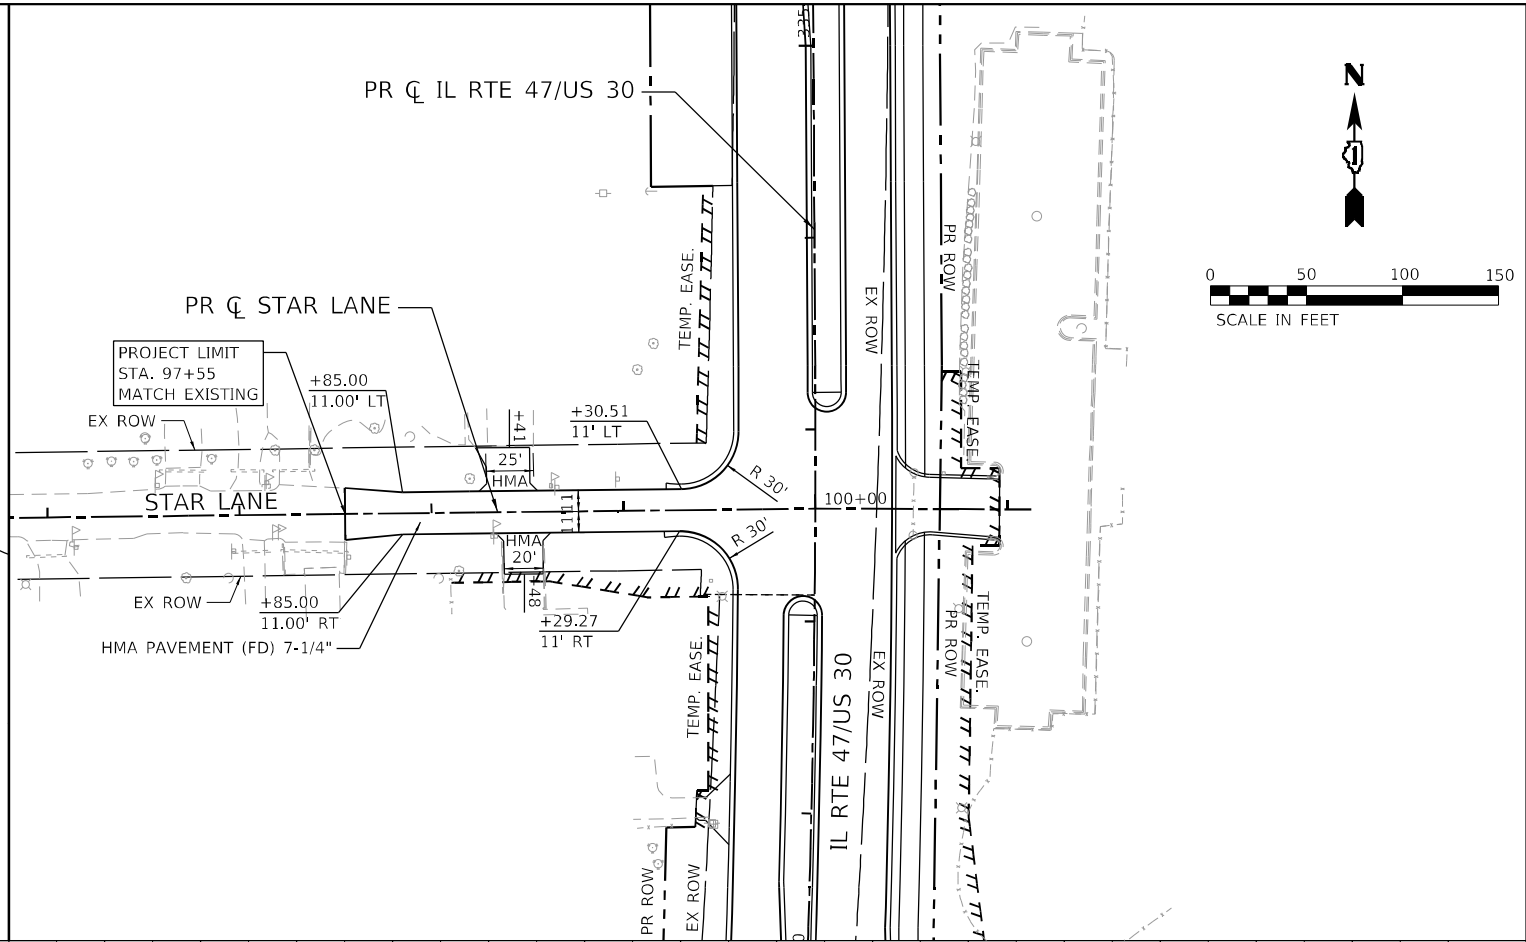 335
N
PR ℄ IL RTE 47/US 30
0 50 100 150
SCALE IN FEET
PR ROW
TEMP. EASE.
EX ROW
PR ℄ STAR LANE
PROJECT LIMIT
STA. 97+55
MATCH EXISTING
+85.00
11.00' LT
EX ROW
+41
25'
HMA
+30.51
11' LT
TEMP. EASE.
R 30'
STAR LANE
11 11
100+00
R 30'
HMA
20'
+48
EX ROW
+85.00
11.00' RT
HMA PAVEMENT (FD) 7-1/4"
+29.27
11' RT
TEMP. EASE.
IL RTE 47/US 30
EX ROW
PR ROW
TEMP. EASE.
PR ROW
EX ROW